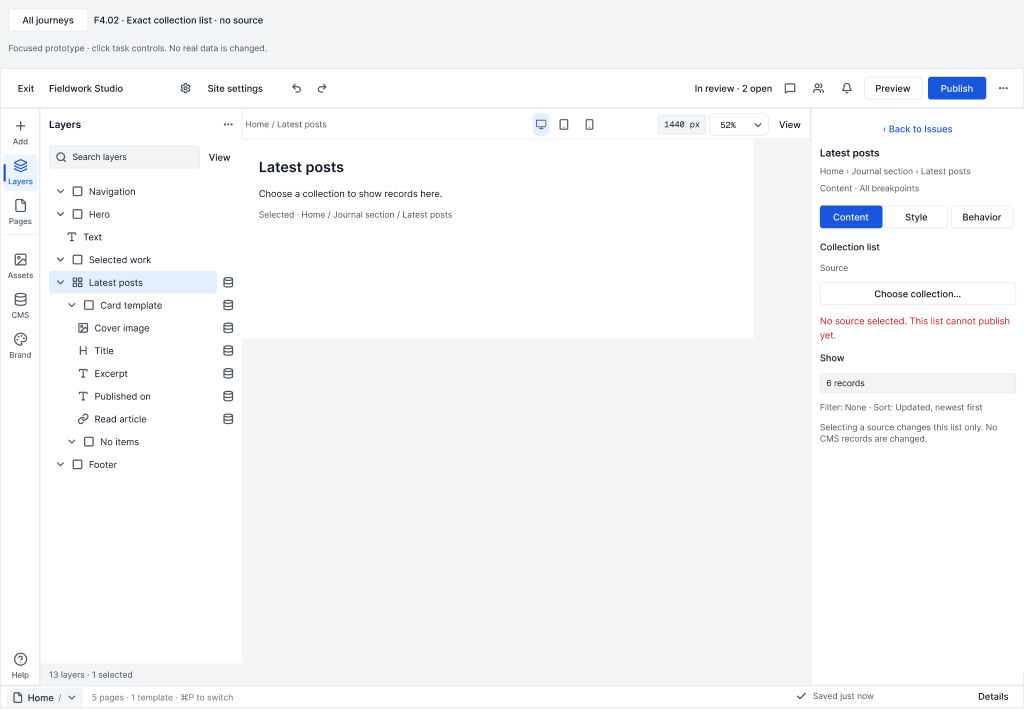 All journeys
F4.02 · Exact collection list · no source
Focused prototype · click task controls. No real data is changed.
Exit
Fieldwork Studio
Site settings
In review · 2 open
Preview
Publish
Add
Layers
Pages
Assets
CMS
Brand
Help
Layers
Search layers
View
Navigation
Hero
Text
Selected work
Latest posts
Card template
Cover image
Title
Excerpt
Published on
Read article
No items
Footer
13 layers · 1 selected
Home / Latest posts
1440 px
52%
View
Latest posts
Choose a collection to show records here.
Selected · Home / Journal section / Latest posts
‹ Back to Issues
Latest posts
Home › Journal section › Latest posts
Content · All breakpoints
Content
Style
Behavior
Collection list
Source
Choose collection...
No source selected. This list cannot publish
yet.
Show
6 records
Filter: None · Sort: Updated, newest first
Selecting a source changes this list only. No
CMS records are changed.
Home /
5 pages · 1 template · ⌘P to switch
Saved just now
Details